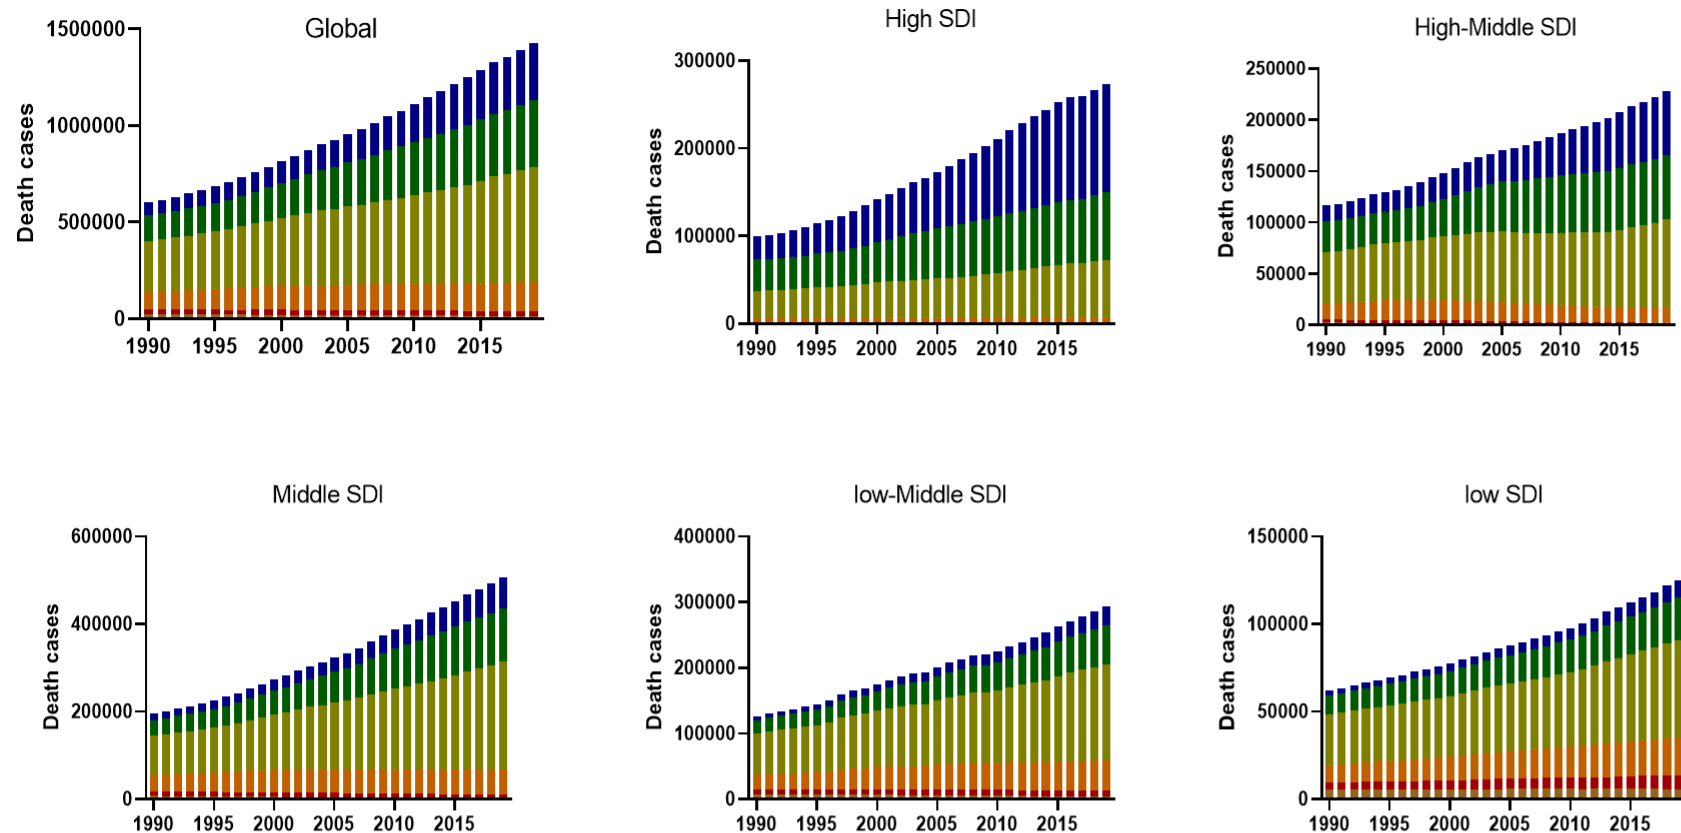 Global
1500000
1000000
500000
0
Death cases
1990 1995 2000 2005 2010 2015
High SDI
300000
200000
100000
0
Death cases
1990 1995 2000 2005 2010 2015
High-Middle SDI
250000
200000
150000
100000
50000
0
Death cases
1990 1995 2000 2005 2010 2015
Middle SDI
600000
400000
200000
0
Death cases
1990 1995 2000 2005 2010 2015
low-Middle SDI
400000
300000
200000
100000
0
Death cases
1990 1995 2000 2005 2010 2015
low SDI
150000
100000
50000
0
Death cases
1990 1995 2000 2005 2010 2015